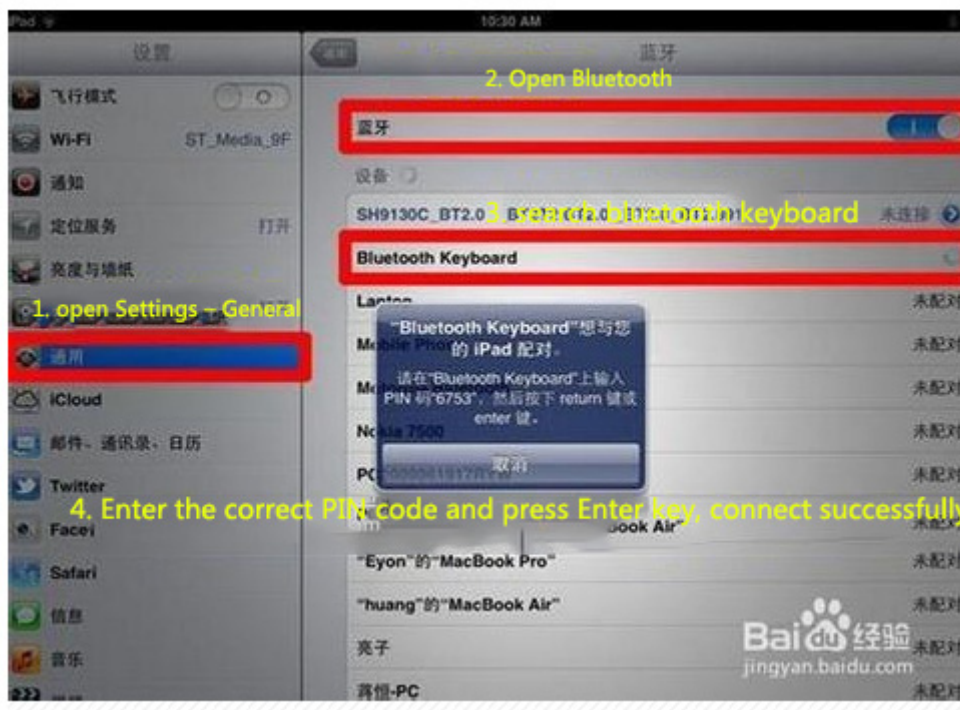 iPad
10:30 AM
设置
蓝牙
2. Open Bluetooth
飞行模式
蓝牙
Wi-Fi
ST_Media_9F
设备
通知
SH9130C_BT2.0
3. search bluetooth keyboard
未连接
定位服务
打开
Bluetooth Keyboard
亮度与墙纸
1. open Settings – General
Laptop
未配对
"Bluetooth Keyboard"想与您
的 iPad 配对。
通用
Mobile Phone
未配对
请在"Bluetooth Keyboard"上输入
PIN 码"6753"，然后按下 return 键或
enter 键。
iCloud
未配对
邮件、通讯录、日历
Nokia 7500
未配对
取消
Twitter
未配对
4. Enter the correct PIN code and press Enter key, connect successfully
Book Air"
未配对
"Eyon"的"MacBook Pro"
未配对
Safari
"huang"的"MacBook Air"
未配对
信息
Baidu 经验
亮子
未配对
jingyan.baidu.com
音乐
蒋恒-PC
未配对